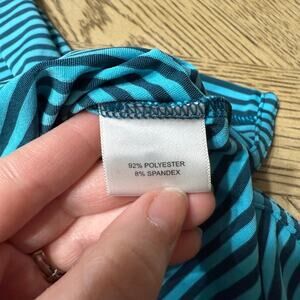 92% POLYESTER
8% SPANDEX